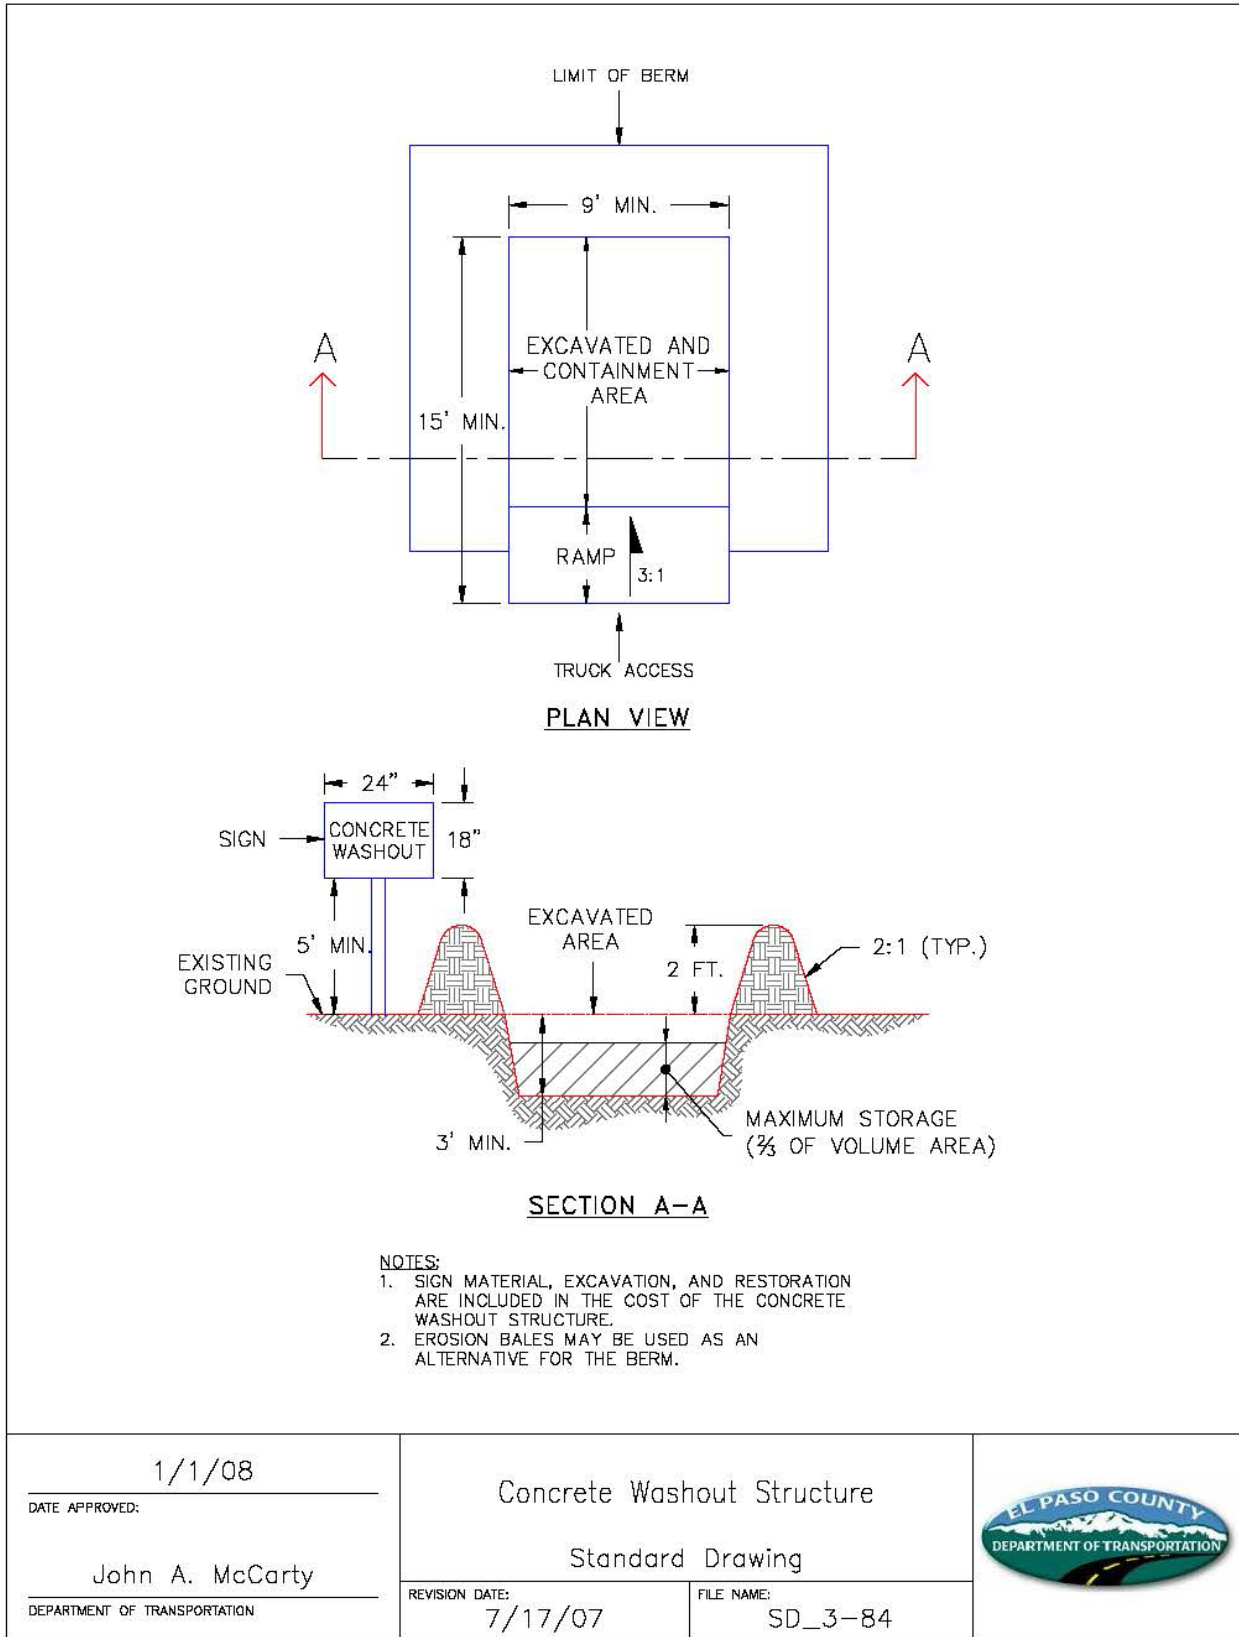 LIMIT OF BERM
9' MIN.
A
A
EXCAVATED AND
CONTAINMENT
AREA
15' MIN.
RAMP
3:1
TRUCK ACCESS
PLAN VIEW
24"
SIGN
CONCRETE
WASHOUT
18"
EXCAVATED
AREA
5' MIN.
2 FT.
2:1 (TYP.)
EXISTING
GROUND
3' MIN.
MAXIMUM STORAGE
(⅔ OF VOLUME AREA)
SECTION A-A
NOTES:
1. SIGN MATERIAL, EXCAVATION, AND RESTORATION
ARE INCLUDED IN THE COST OF THE CONCRETE
WASHOUT STRUCTURE.
2. EROSION BALES MAY BE USED AS AN
ALTERNATIVE FOR THE BERM.
1/1/08
DATE APPROVED:
John A. McCarty
DEPARTMENT OF TRANSPORTATION
Concrete Washout Structure
Standard Drawing
REVISION DATE:
7/17/07
FILE NAME:
SD_3-84
EL PASO COUNTY
DEPARTMENT OF TRANSPORTATION